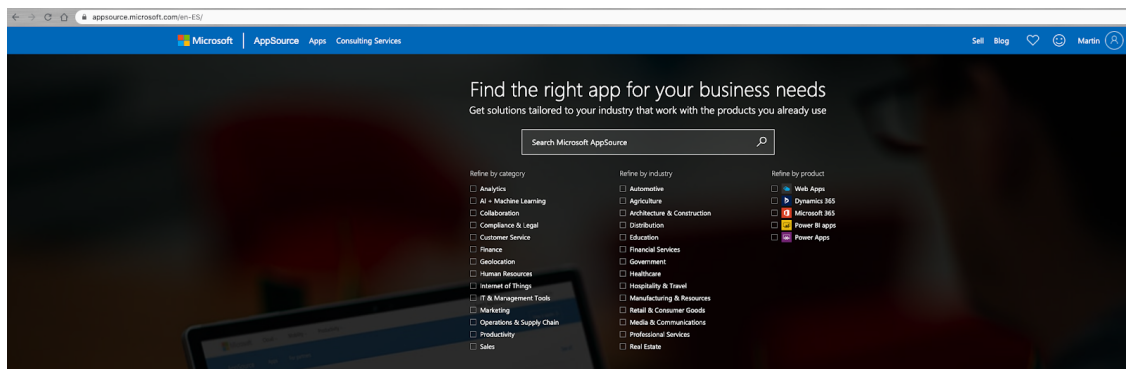 appsource.microsoft.com/en-ES/
Microsoft AppSource Apps Consulting Services Sell Blog Martin
Find the right app for your business needs
Get solutions tailored to your industry that work with the products you already use
Search Microsoft AppSource
Refine by category
Analytics
AI + Machine Learning
Collaboration
Compliance & Legal
Customer Service
Finance
Geolocation
Human Resources
Internet of Things
IT & Management Tools
Marketing
Operations & Supply Chain
Productivity
Sales
Refine by industry
Automotive
Agriculture
Architecture & Construction
Distribution
Education
Financial Services
Government
Healthcare
Hospitality & Travel
Manufacturing & Resources
Retail & Consumer Goods
Media & Communications
Professional Services
Real Estate
Refine by product
Web Apps
Dynamics 365
Microsoft 365
Power BI apps
Power Apps